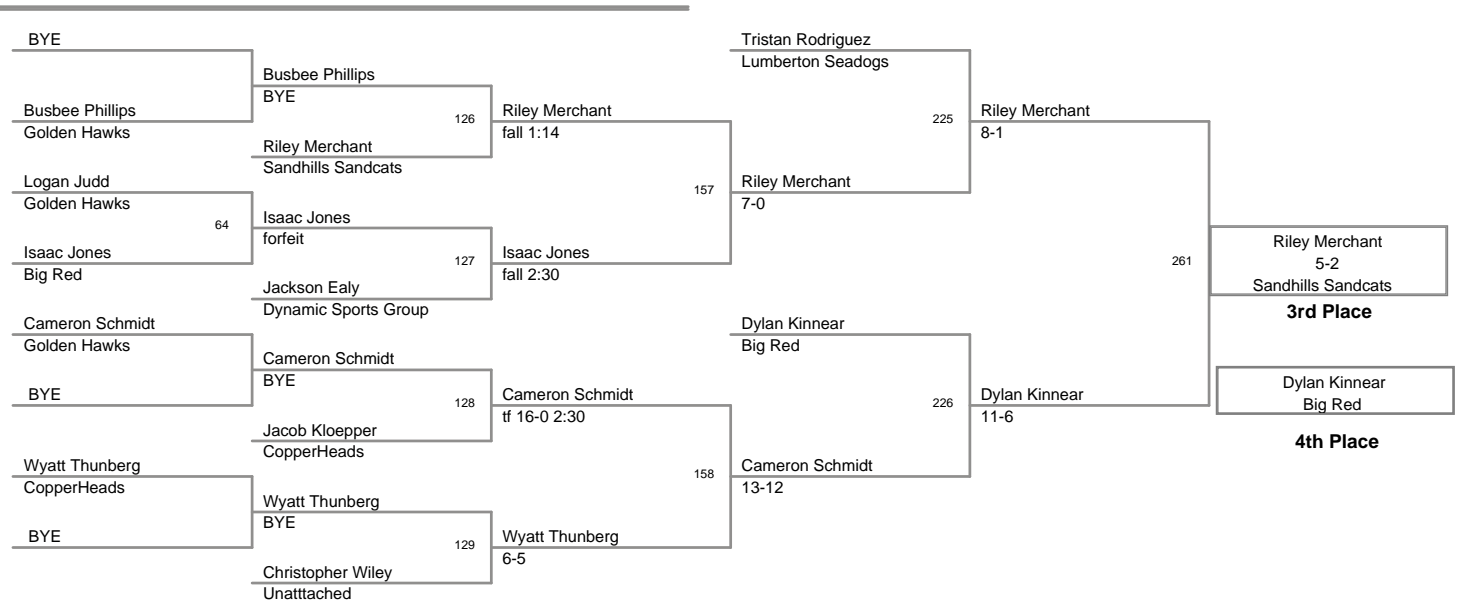 BYE
Busbee Phillips
Golden Hawks
Logan Judd
Golden Hawks
64
Isaac Jones
Big Red
Cameron Schmidt
Golden Hawks
BYE
Wyatt Thunberg
CopperHeads
BYE
Busbee Phillips
BYE
126
Riley Merchant
Sandhills Sandcats
Isaac Jones
forfeit
127
Jackson Ealy
Dynamic Sports Group
Cameron Schmidt
BYE
128
Jacob Kloepper
CopperHeads
Wyatt Thunberg
BYE
129
Christopher Wiley
Unatttached
Riley Merchant
fall 1:14
157
Isaac Jones
fall 2:30
Cameron Schmidt
tf 16-0 2:30
158
Wyatt Thunberg
6-5
Tristan Rodriguez
Lumberton Seadogs
225
Riley Merchant
7-0
Dylan Kinnear
Big Red
226
Cameron Schmidt
13-12
Riley Merchant
8-1
261
Dylan Kinnear
11-6
Riley Merchant
5-2
Sandhills Sandcats
3rd Place
Dylan Kinnear
Big Red
4th Place